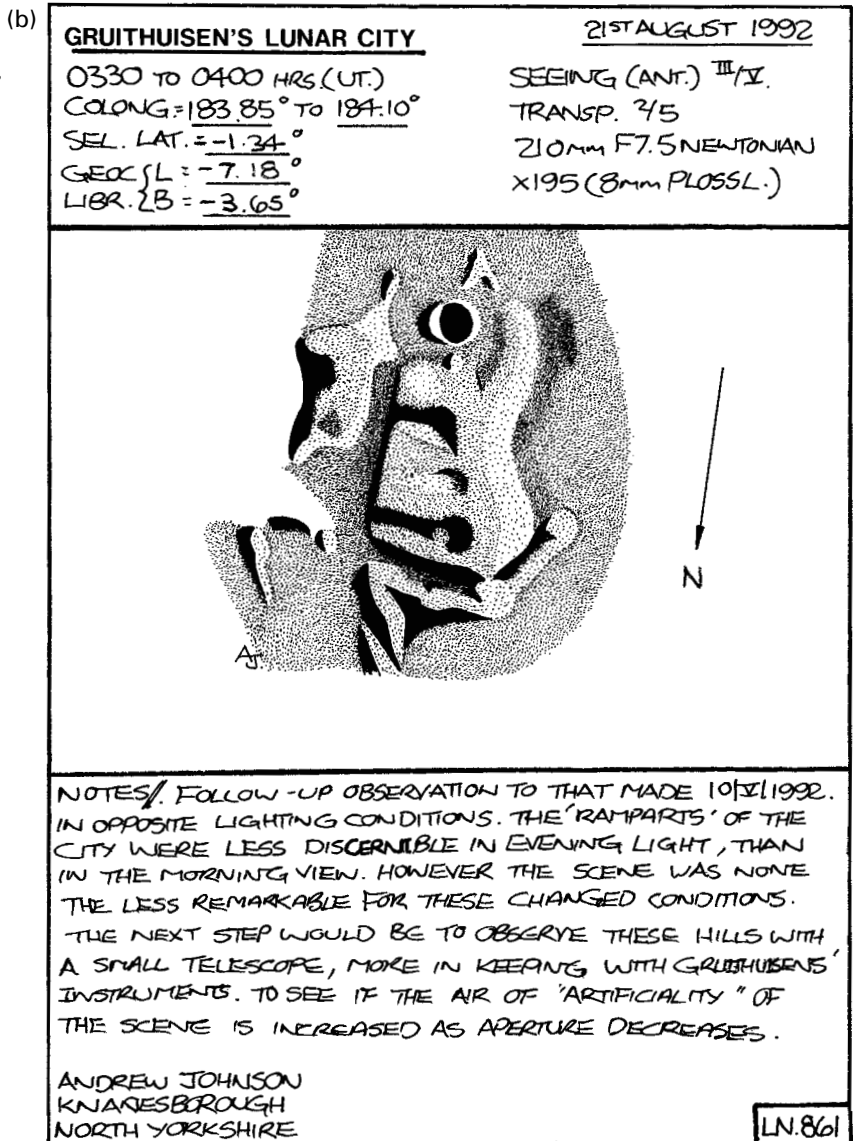 (b)
GRUITHUISEN'S LUNAR CITY
21ST AUGUST 1992
0330 TO 0400 HRS.(UT.)
COLONG.=183.85° TO 184.10°
SEL. LAT.=-1.34°
GEOC { L = -7.18°
LIBR. { B = -3.65°
SEEING (ANT.) III/V.
TRANSP. 2/5
210mm F7.5 NEWTONIAN
X195 (8mm PLOSSL.)
N
AJ
NOTES//. FOLLOW-UP OBSERVATION TO THAT MADE 10/V/1992.
IN OPPOSITE LIGHTING CONDITIONS. THE 'RAMPARTS' OF THE
CITY WERE LESS DISCERNIBLE IN EVENING LIGHT, THAN
IN THE MORNING VIEW. HOWEVER THE SCENE WAS NONE
THE LESS REMARKABLE FOR THESE CHANGED CONDITIONS.
THE NEXT STEP WOULD BE TO OBSERVE THESE HILLS WITH
A SMALL TELESCOPE, MORE IN KEEPING WITH GRUITHUISENS'
INSTRUMENTS. TO SEE IF THE AIR OF "ARTIFICIALITY" OF
THE SCENE IS INCREASED AS APERTURE DECREASES.
ANDREW JOHNSON
KNARESBOROUGH
NORTH YORKSHIRE
LN.861